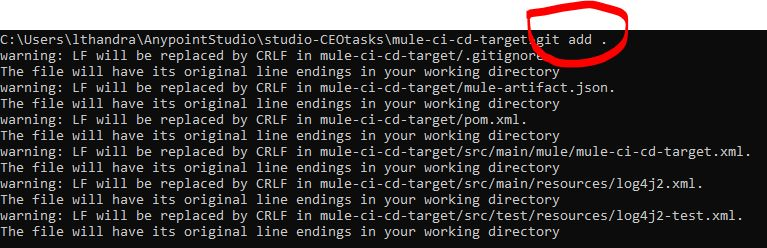 C:\Users\lthandra\AnypointStudio\studio-CEOtasks\mule-ci-cd-target>git add .
warning: LF will be replaced by CRLF in mule-ci-cd-target/.gitignore.
The file will have its original line endings in your working directory
warning: LF will be replaced by CRLF in mule-ci-cd-target/mule-artifact.json.
The file will have its original line endings in your working directory
warning: LF will be replaced by CRLF in mule-ci-cd-target/pom.xml.
The file will have its original line endings in your working directory
warning: LF will be replaced by CRLF in mule-ci-cd-target/src/main/mule/mule-ci-cd-target.xml.
The file will have its original line endings in your working directory
warning: LF will be replaced by CRLF in mule-ci-cd-target/src/main/resources/log4j2.xml.
The file will have its original line endings in your working directory
warning: LF will be replaced by CRLF in mule-ci-cd-target/src/test/resources/log4j2-test.xml.
The file will have its original line endings in your working directory